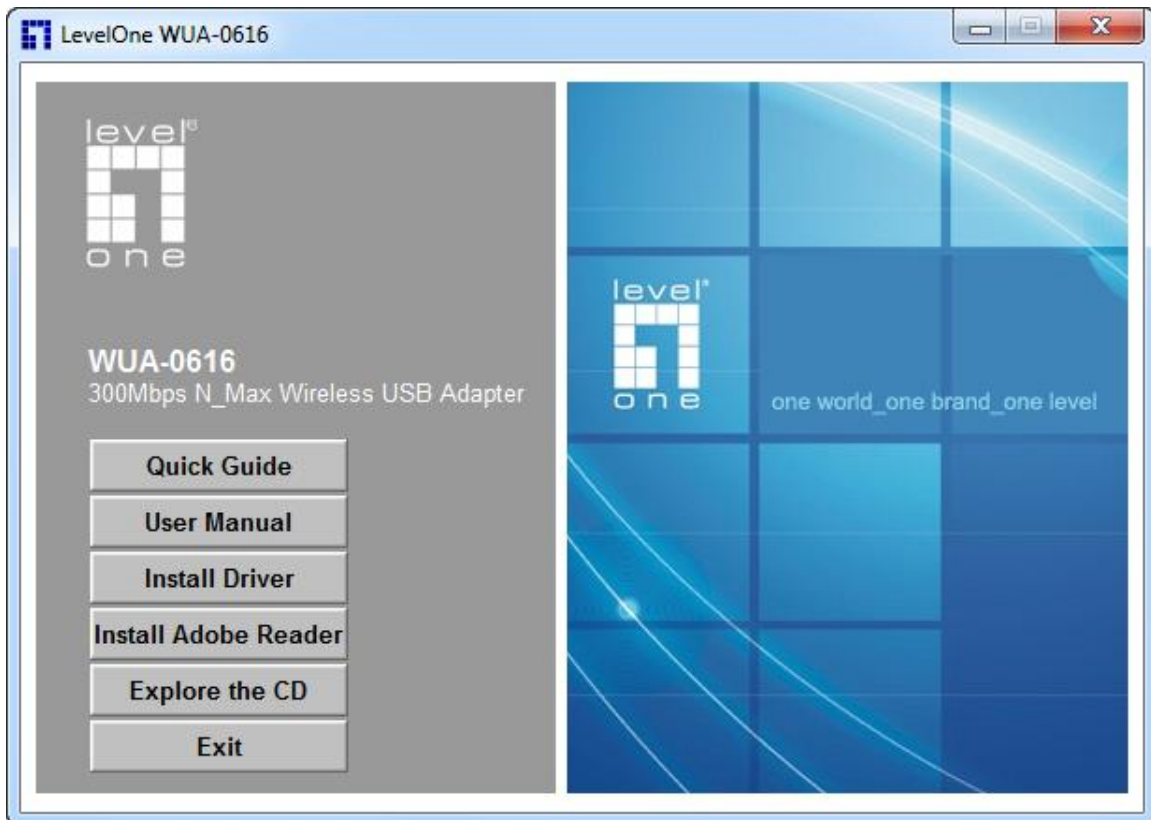 LevelOne WUA-0616
level®
one
WUA-0616
300Mbps N_Max Wireless USB Adapter
Quick Guide
User Manual
Install Driver
Install Adobe Reader
Explore the CD
Exit
level®
one
one world_one brand_one level